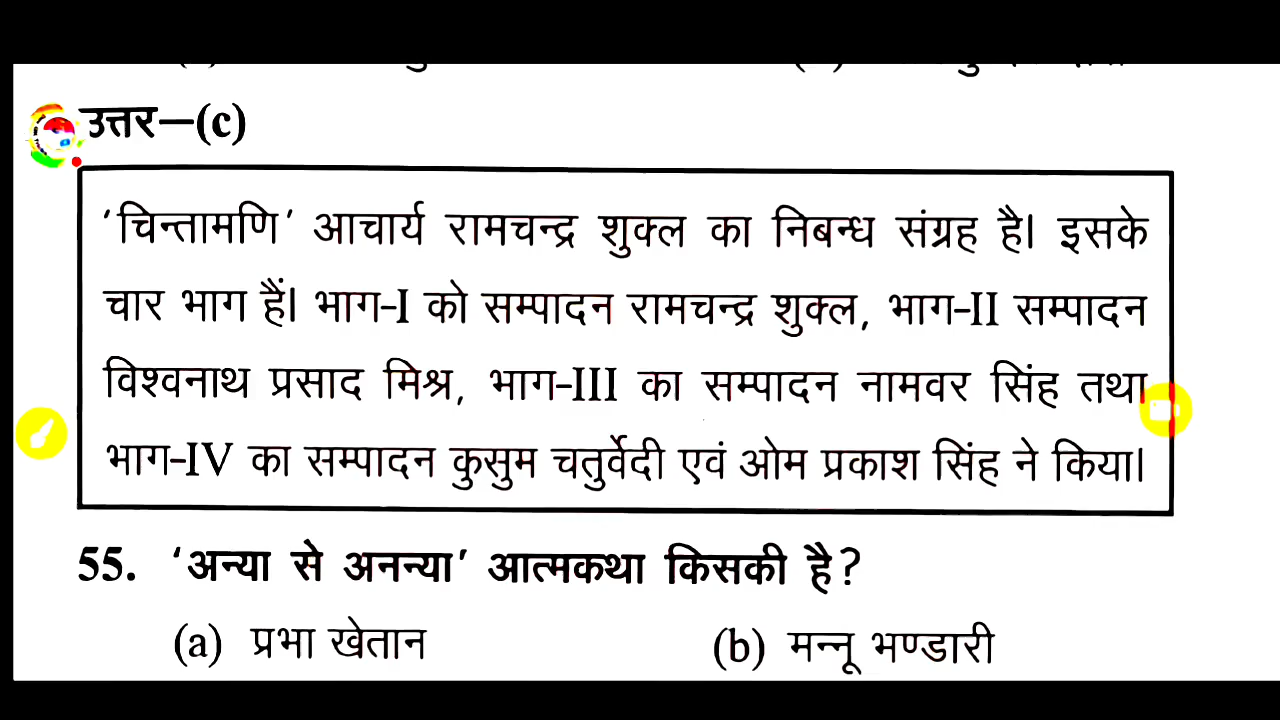 उत्तर–(c)
'चिन्तामणि' आचार्य रामचन्द्र शुक्ल का निबन्ध संग्रह है। इसके
चार भाग हैं। भाग-I को सम्पादन रामचन्द्र शुक्ल, भाग-II सम्पादन
विश्वनाथ प्रसाद मिश्र, भाग-III का सम्पादन नामवर सिंह तथा
भाग-IV का सम्पादन कुसुम चतुर्वेदी एवं ओम प्रकाश सिंह ने किया।
55. 'अन्या से अनन्या' आत्मकथा किसकी है?
(a) प्रभा खेतान (b) मन्नू भण्डारी